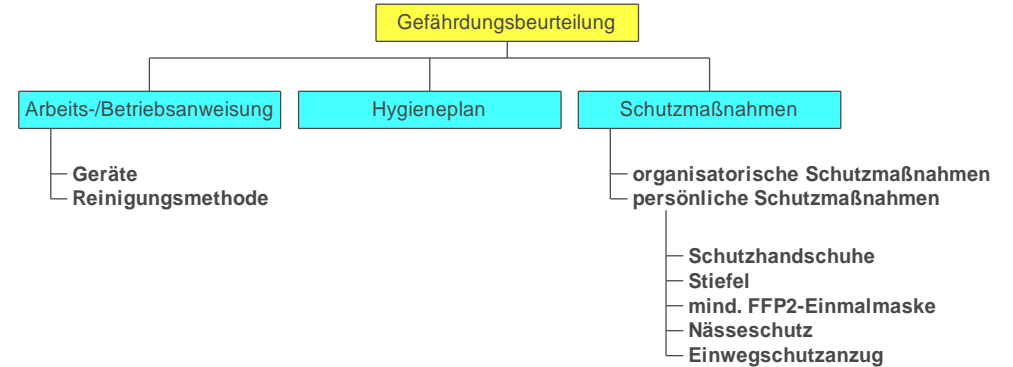 Gefährdungsbeurteilung
Arbeits-/Betriebsanweisung
Hygieneplan
Schutzmaßnahmen
Geräte
Reinigungsmethode
organisatorische Schutzmaßnahmen
persönliche Schutzmaßnahmen
Schutzhandschuhe
Stiefel
mind. FFP2-Einmalmaske
Nässeschutz
Einwegschutzanzug